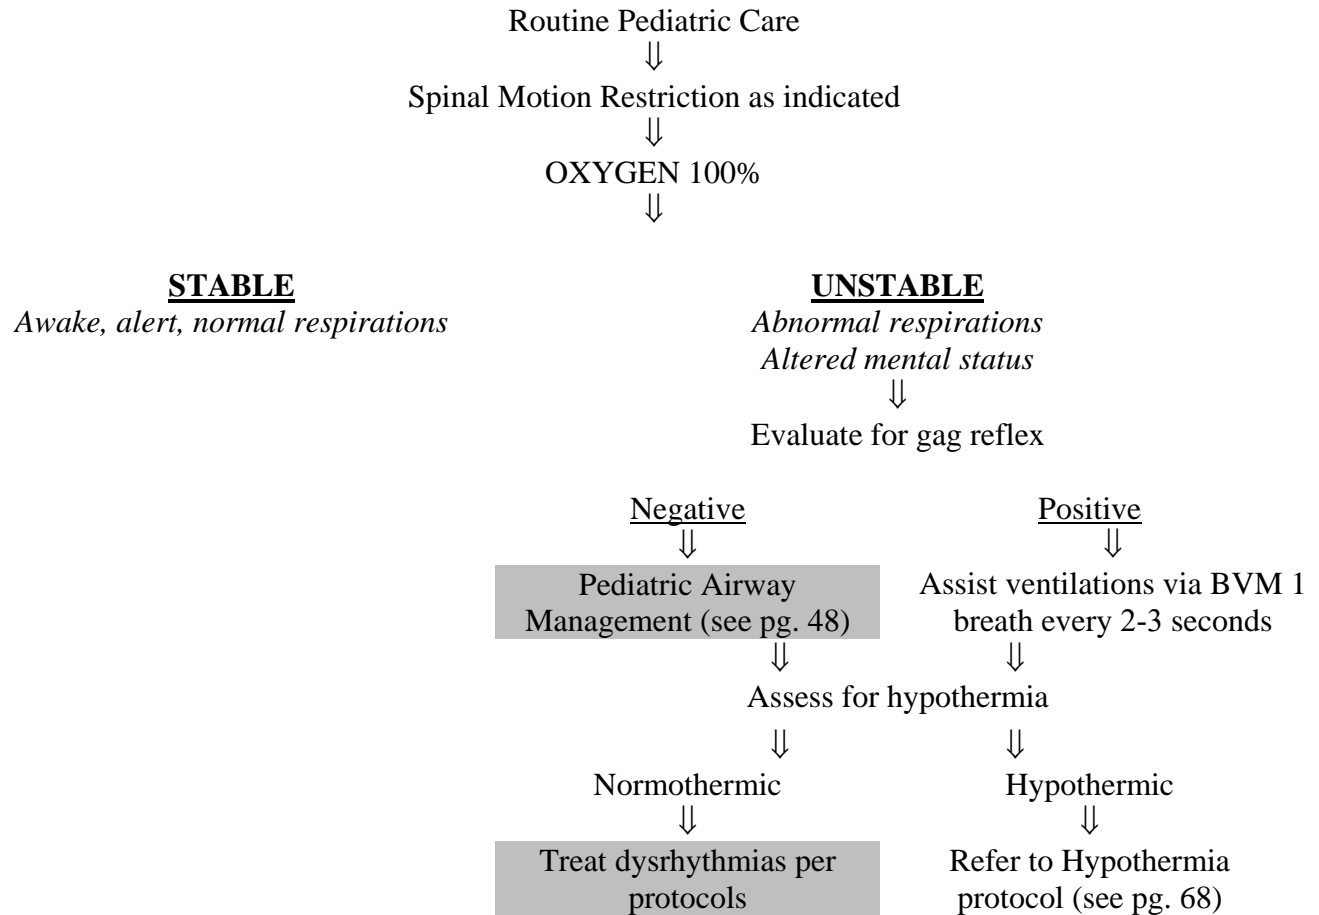 Routine Pediatric Care
⇓
Spinal Motion Restriction as indicated
⇓
OXYGEN 100%
⇓
STABLE
Awake, alert, normal respirations
UNSTABLE
Abnormal respirations
Altered mental status
⇓
Evaluate for gag reflex
Negative
⇓
Pediatric Airway
Management (see pg. 48)
⇓
Positive
⇓
Assist ventilations via BVM 1
breath every 2-3 seconds
⇓
Assess for hypothermia
⇓
Normothermic
⇓
Treat dysrhythmias per
protocols
⇓
Hypothermic
⇓
Refer to Hypothermia
protocol (see pg. 68)